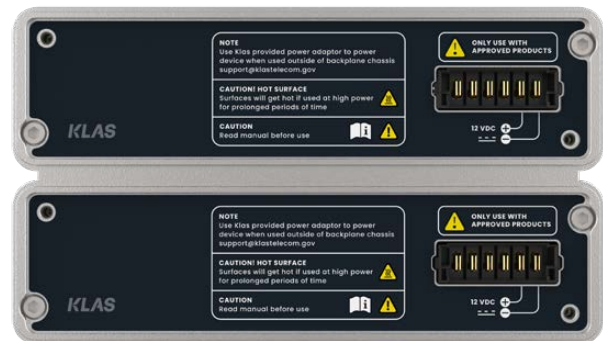 NOTE
Use Klas provided power adaptor to power
device when used outside of backplane chassis
support@klastelecom.gov
CAUTION! HOT SURFACE
Surfaces will get hot if used at high power
for prolonged periods of time
CAUTION
Read manual before use
KLAS
ONLY USE WITH
APPROVED PRODUCTS
12 VDC
NOTE
Use Klas provided power adaptor to power
device when used outside of backplane chassis
support@klastelecom.gov
CAUTION! HOT SURFACE
Surfaces will get hot if used at high power
for prolonged periods of time
CAUTION
Read manual before use
KLAS
ONLY USE WITH
APPROVED PRODUCTS
12 VDC